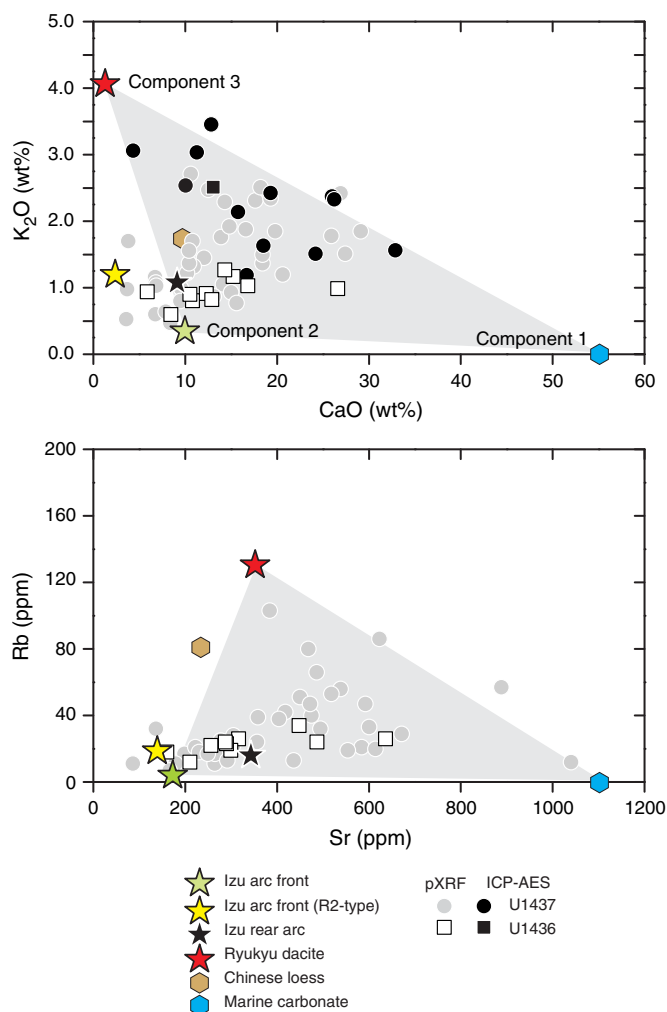 5.0
4.0
3.0
2.0
1.0
0.0
K₂O (wt%)
Component 3
Component 2
Component 1
0
10
20
30
40
50
60
CaO (wt%)
200
160
120
80
40
0
Rb (ppm)
0
200
400
600
800
1000
1200
Sr (ppm)
Izu arc front
Izu arc front (R2-type)
Izu rear arc
Ryukyu dacite
Chinese loess
Marine carbonate
pXRF ICP-AES
U1437
U1436